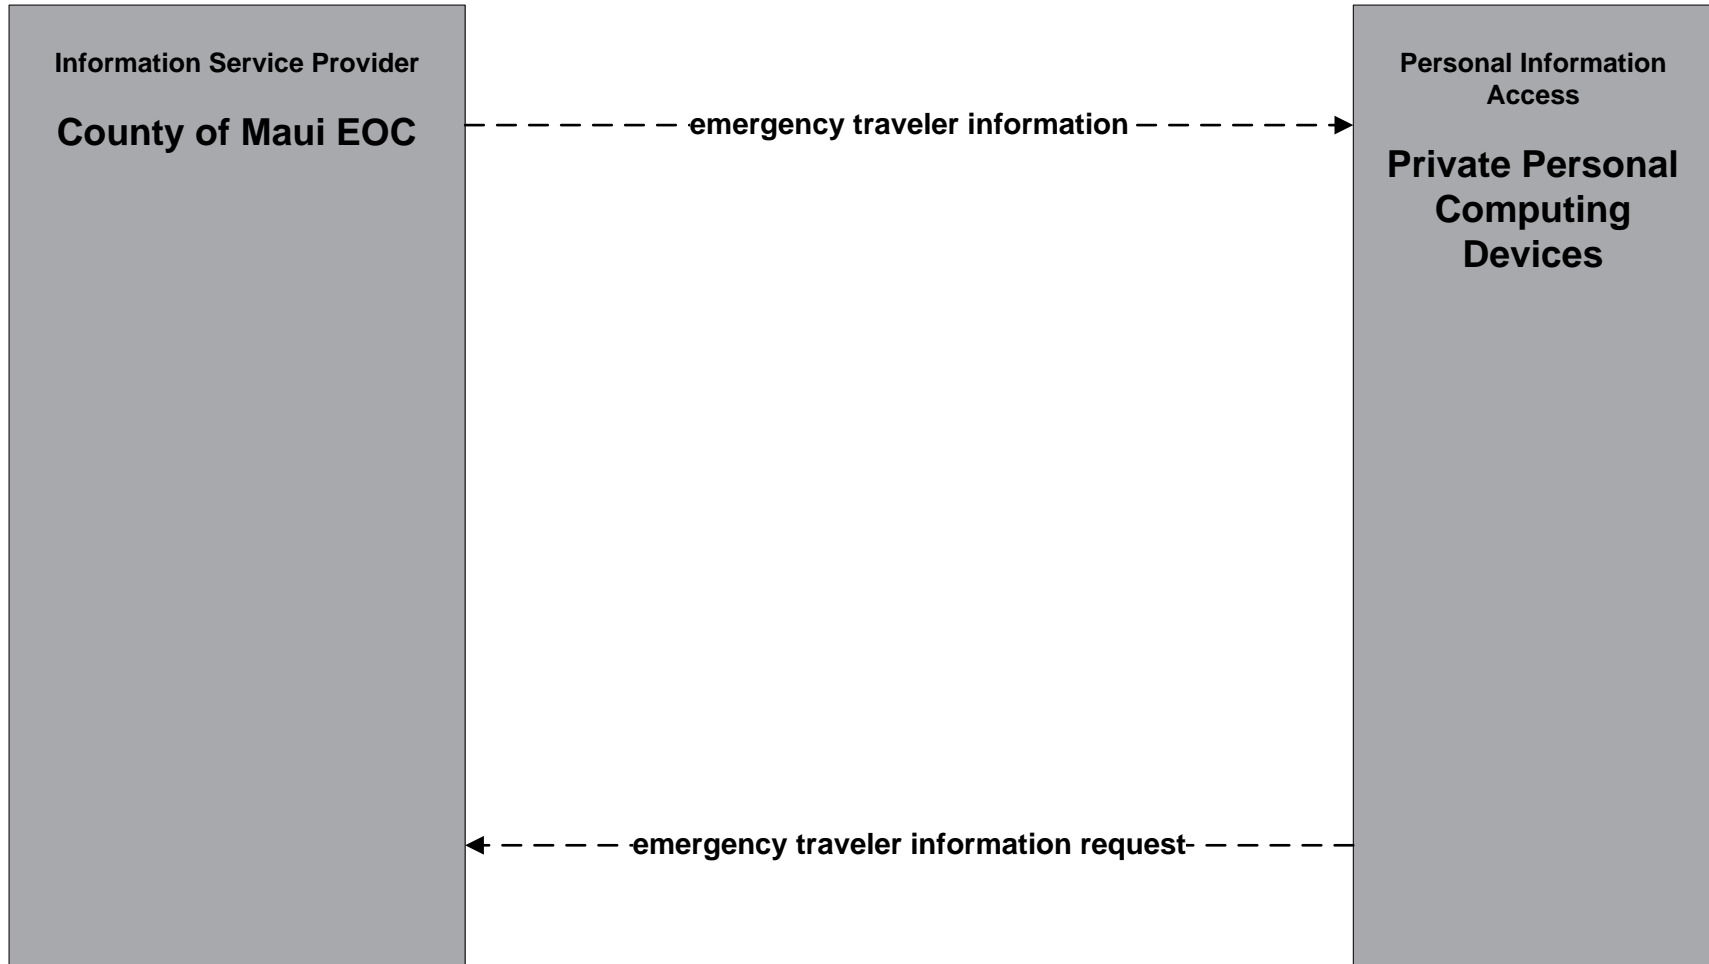 Information Service Provider
County of Maui EOC
emergency traveler information
Personal Information
Access
Private Personal
Computing
Devices
emergency traveler information request